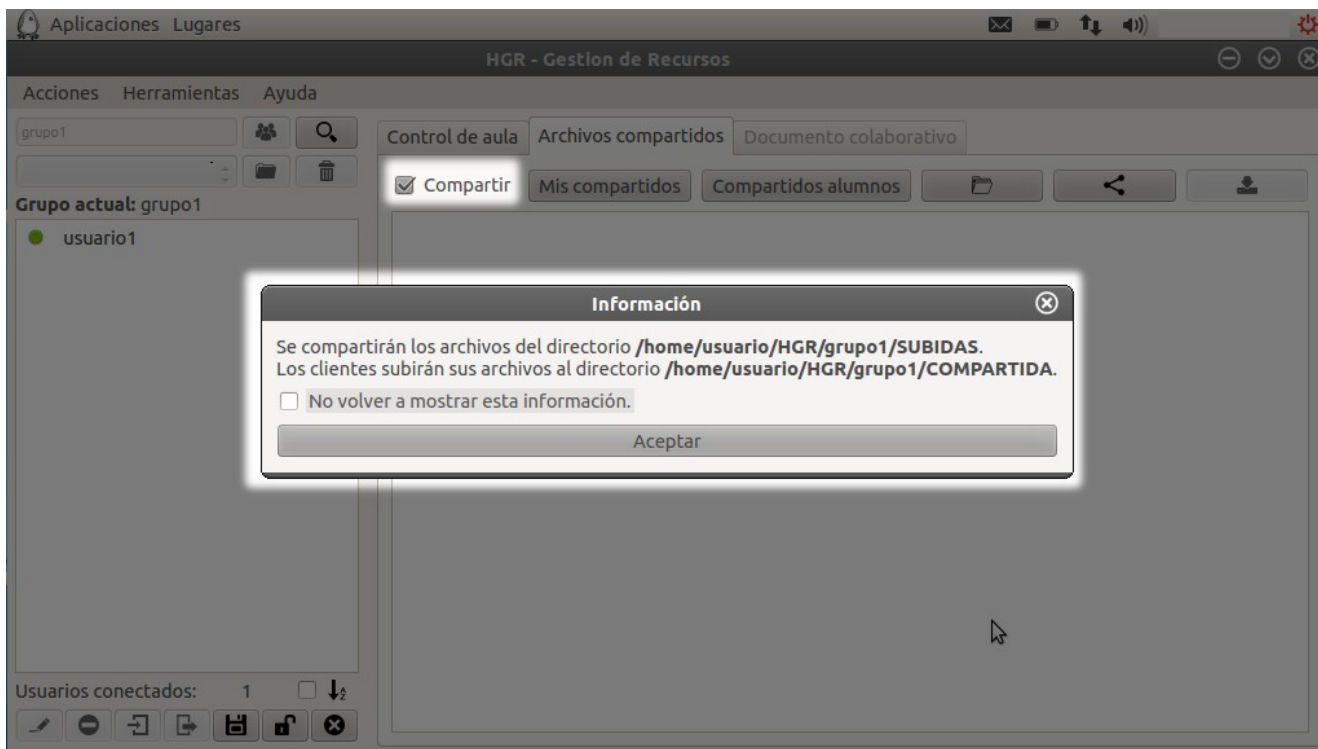 Aplicaciones Lugares
HGR - Gestion de Recursos
Acciones Herramientas Ayuda
grupo1
Control de aula Archivos compartidos Documento colaborativo
Compartir Mis compartidos Compartidos alumnos
Grupo actual: grupo1
usuario1
Información
Se compartirán los archivos del directorio /home/usuario/HGR/grupo1/SUBIDAS.
Los clientes subirán sus archivos al directorio /home/usuario/HGR/grupo1/COMPARTIDA.
No volver a mostrar esta información.
Aceptar
Usuarios conectados: 1